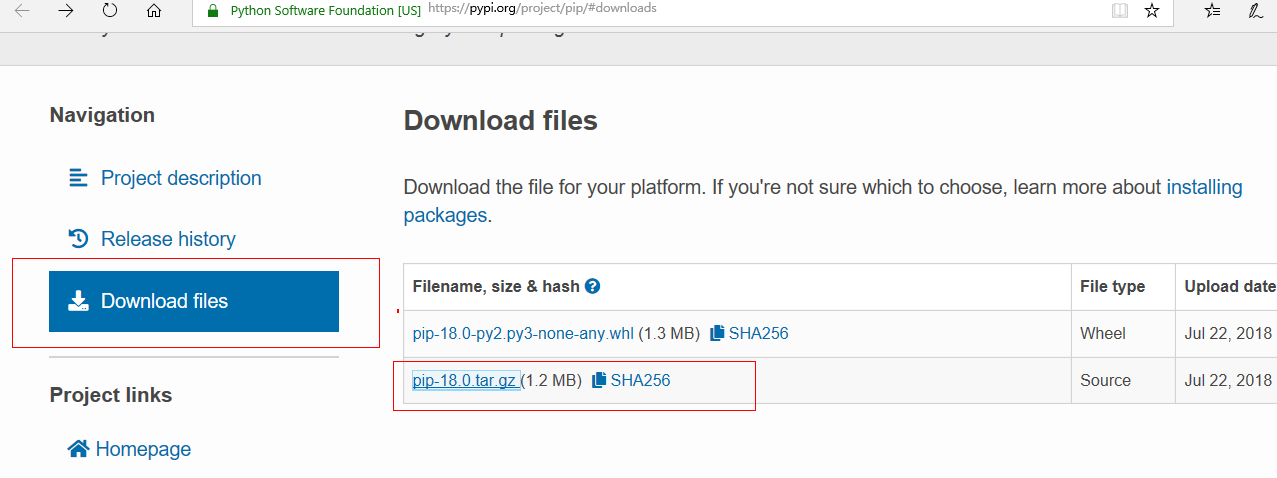 Python Software Foundation [US] https://pypi.org/project/pip/#downloads
Navigation
Project description
Release history
Download files
Project links
Homepage
Download files
Download the file for your platform. If you're not sure which to choose, learn more about installing
packages.
Filename, size & hash ? File type Upload date
pip-18.0-py2.py3-none-any.whl (1.3 MB) SHA256 Wheel Jul 22, 2018
pip-18.0.tar.gz (1.2 MB) SHA256 Source Jul 22, 2018